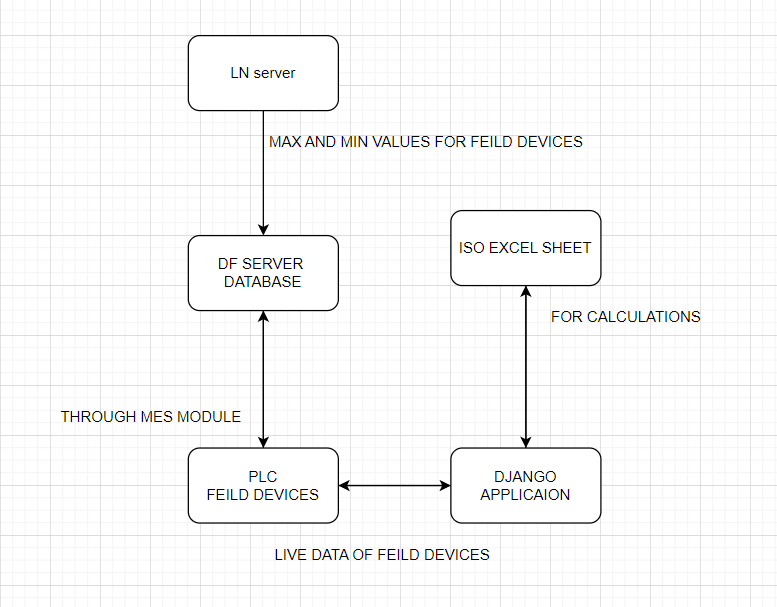 LN server
MAX AND MIN VALUES FOR FEILD DEVICES
DF SERVER
DATABASE
ISO EXCEL SHEET
FOR CALCULATIONS
THROUGH MES MODULE
PLC
FEILD DEVICES
DJANGO
APPLICAION
LIVE DATA OF FEILD DEVICES